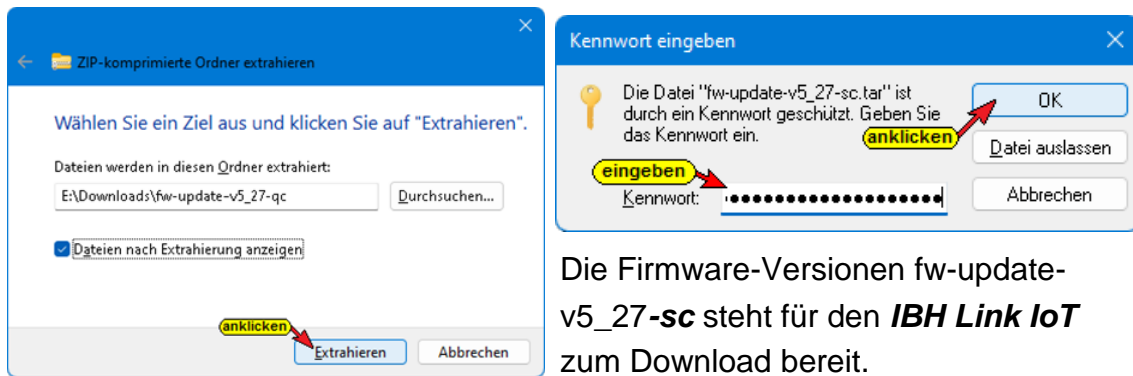 ZIP-komprimierte Ordner extrahieren
Wählen Sie ein Ziel aus und klicken Sie auf "Extrahieren".
Dateien werden in diesen Ordner extrahiert:
E:\Downloads\fw-update-v5_27-qc
Durchsuchen...
Dateien nach Extrahierung anzeigen
anklicken
Extrahieren
Abbrechen
Kennwort eingeben
Die Datei "fw-update-v5_27-sc.tar" ist
durch ein Kennwort geschützt. Geben Sie
das Kennwort ein.
anklicken
OK
Datei auslassen
eingeben
Kennwort:
Abbrechen
Die Firmware-Versionen fw-update-
v5_27-sc steht für den IBH Link IoT
zum Download bereit.